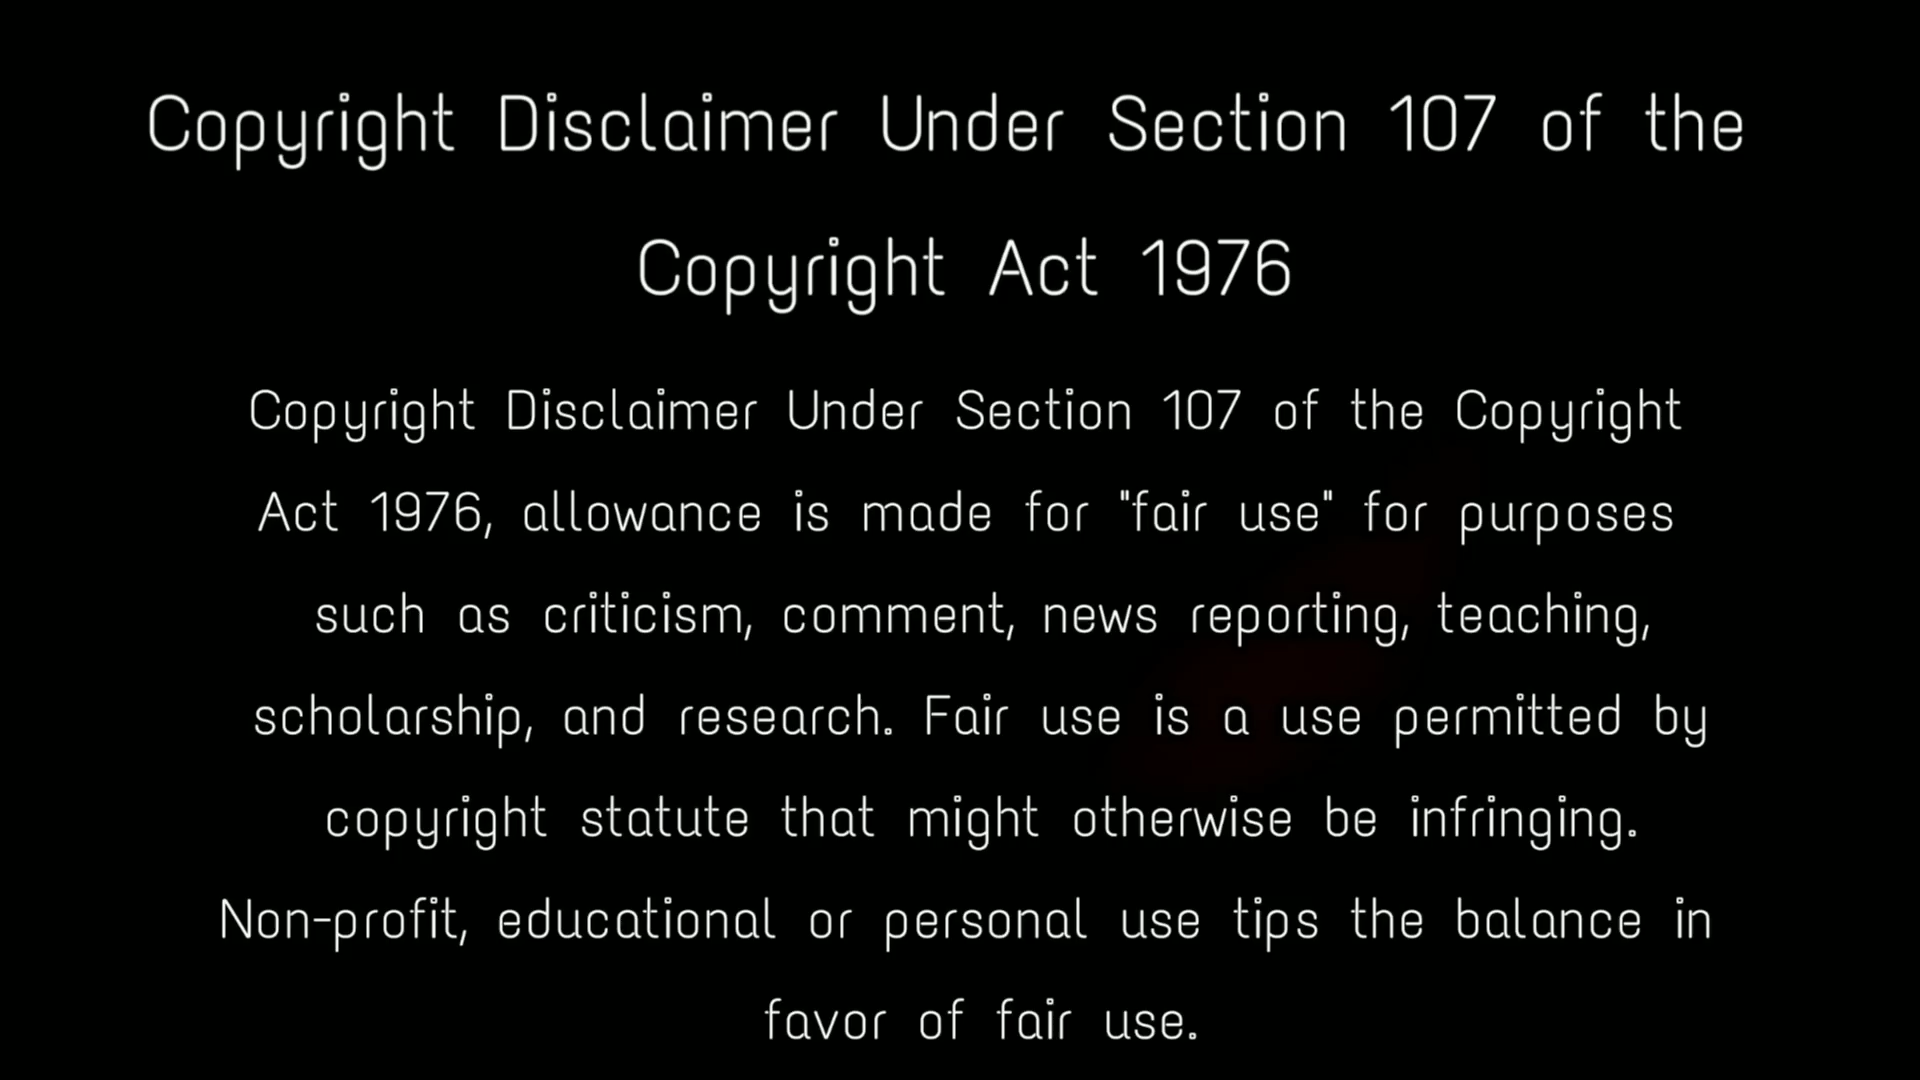 Copyright Disclaimer Under Section 107 of the
Copyright Act 1976
Copyright Disclaimer Under Section 107 of the Copyright
Act 1976, allowance is made for "fair use" for purposes
such as criticism, comment, news reporting, teaching,
scholarship, and research. Fair use is a use permitted by
copyright statute that might otherwise be infringing.
Non-profit, educational or personal use tips the balance in
favor of fair use.